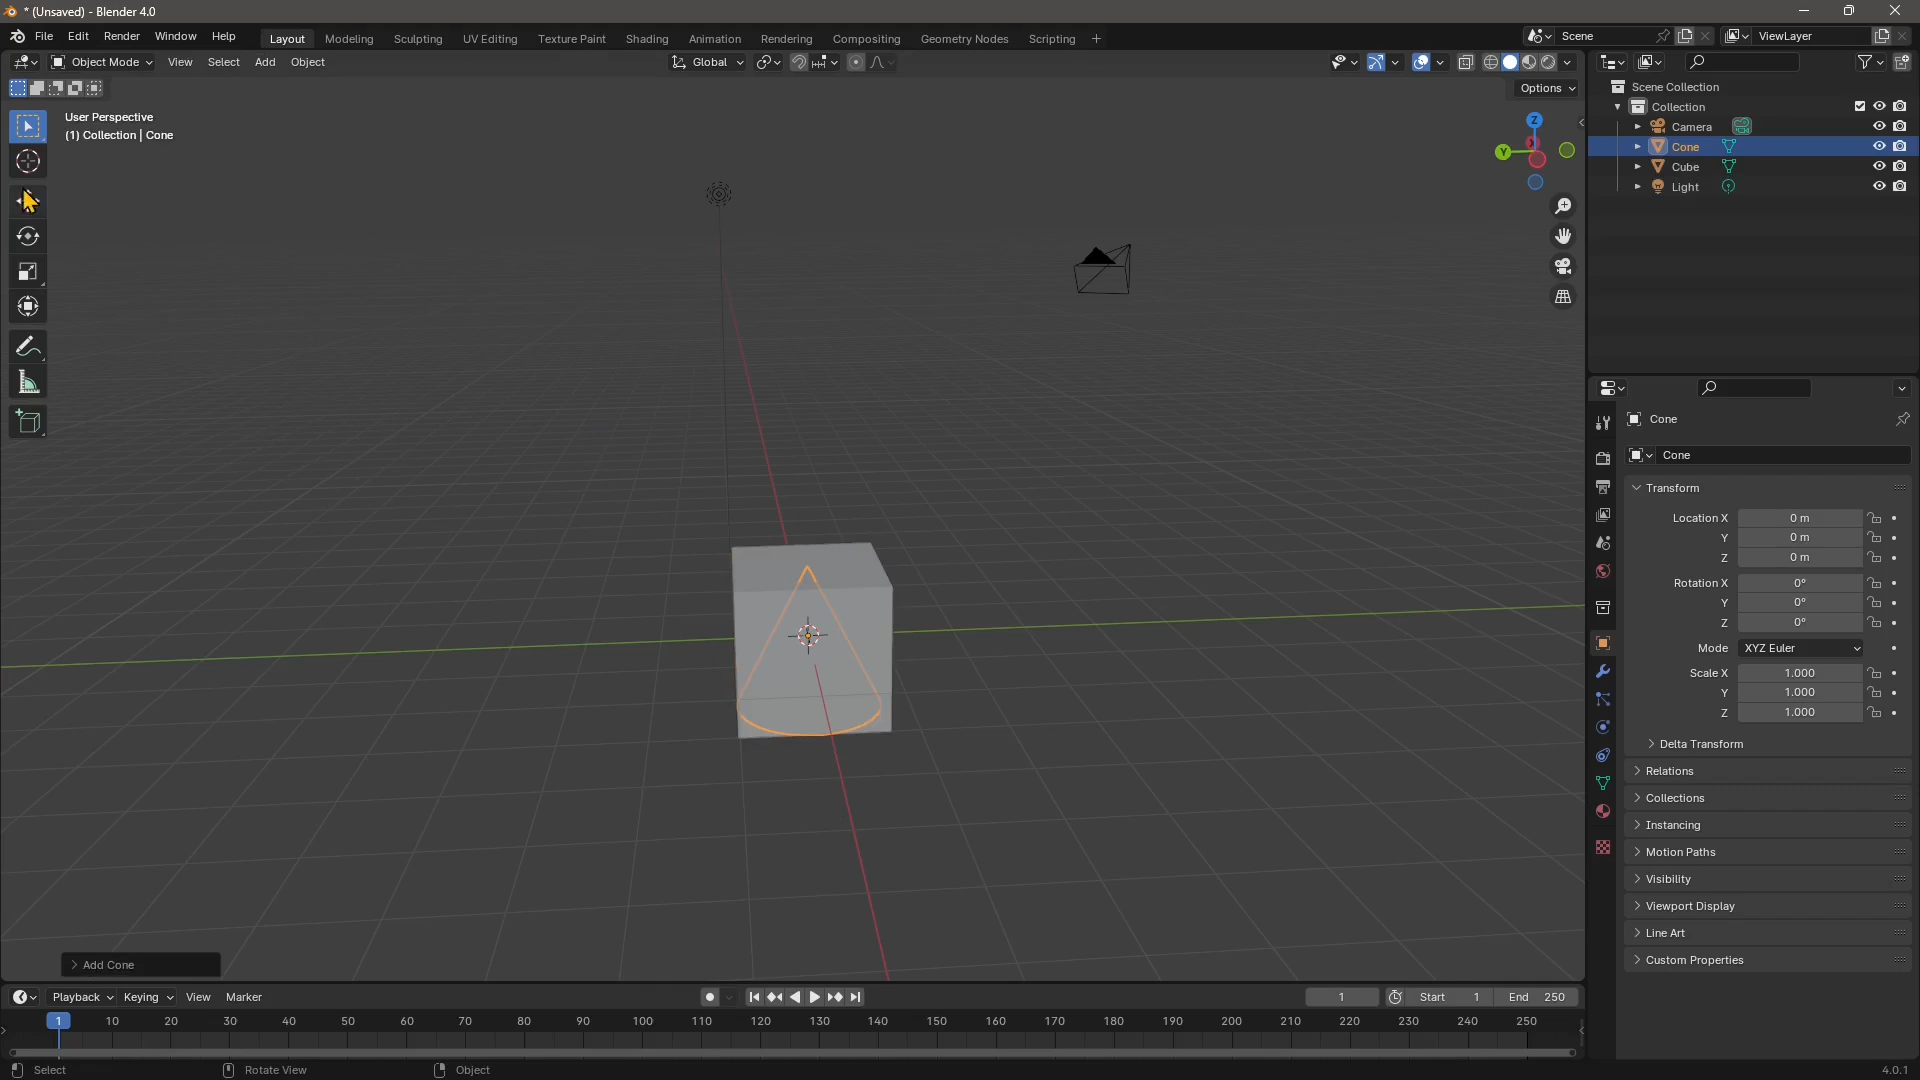 * (Unsaved) - Blender 4.0
File Edit Render Window Help Layout Modeling Sculpting UV Editing Texture Paint Shading Animation Rendering Compositing Geometry Nodes Scripting + Scene ViewLayer
Object Mode View Select Add Object Global
Options
User Perspective
(1) Collection | Cone
Z
Y
Scene Collection
Collection
Camera
Cone
Cube
Light
Cone
Cone
Transform
Location X 0 m
Y 0 m
Z 0 m
Rotation X 0°
Y 0°
Z 0°
Mode XYZ Euler
Scale X 1.000
Y 1.000
Z 1.000
Delta Transform
Relations
Collections
Instancing
Motion Paths
Visibility
Viewport Display
Line Art
Custom Properties
Add Cone
Playback Keying View Marker 1 Start 1 End 250
1 10 20 30 40 50 60 70 80 90 100 110 120 130 140 150 160 170 180 190 200 210 220 230 240 250
Select Rotate View Object 4.0.1